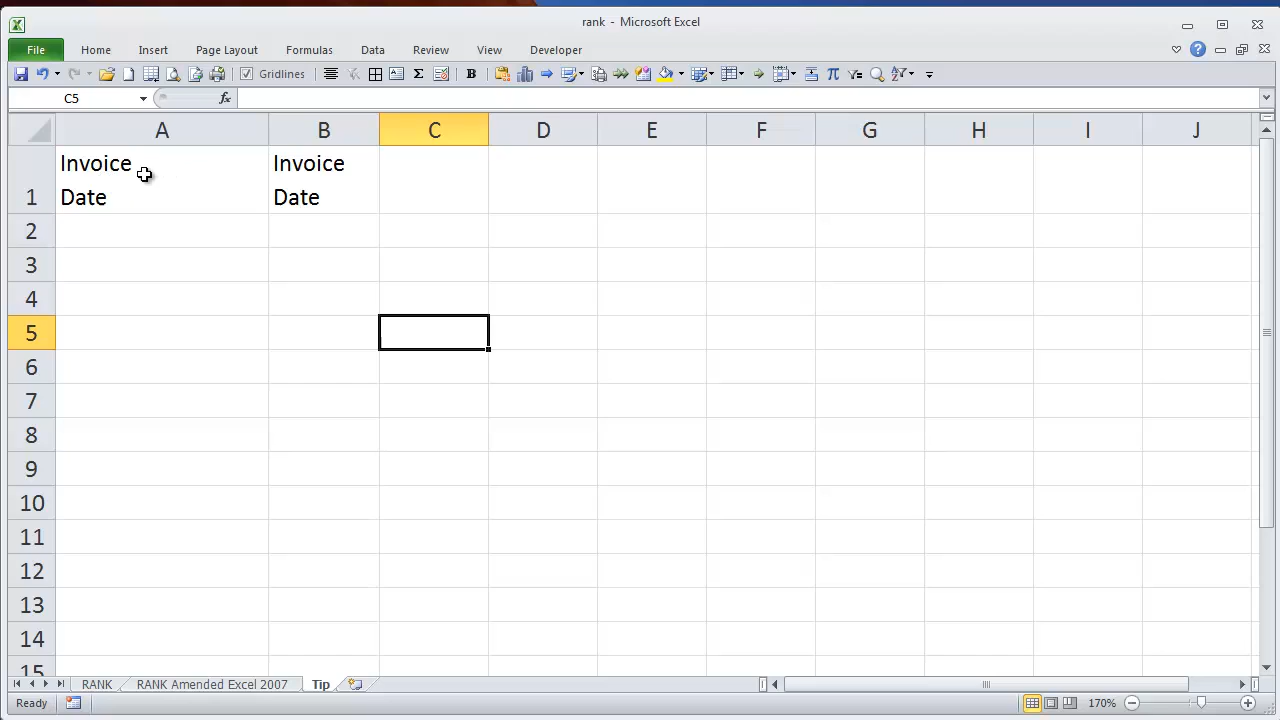 rank - Microsoft Excel
File Home Insert Page Layout Formulas Data Review View Developer
Gridlines
C5 fx
A B C D E F G H I J
Invoice Invoice
1 Date Date
2
3
4
5
6
7
8
9
10
11
12
13
14
15
RANK RANK Amended Excel 2007 Tip
Ready 170%